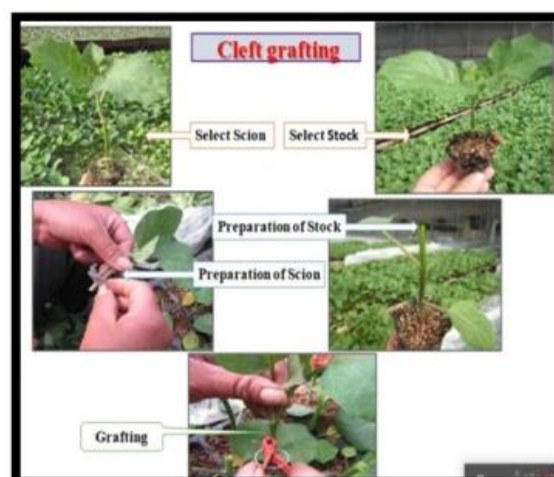 Cleft grafting
Select Scion
Select Stock
Preparation of Stock
Preparation of Scion
Grafting